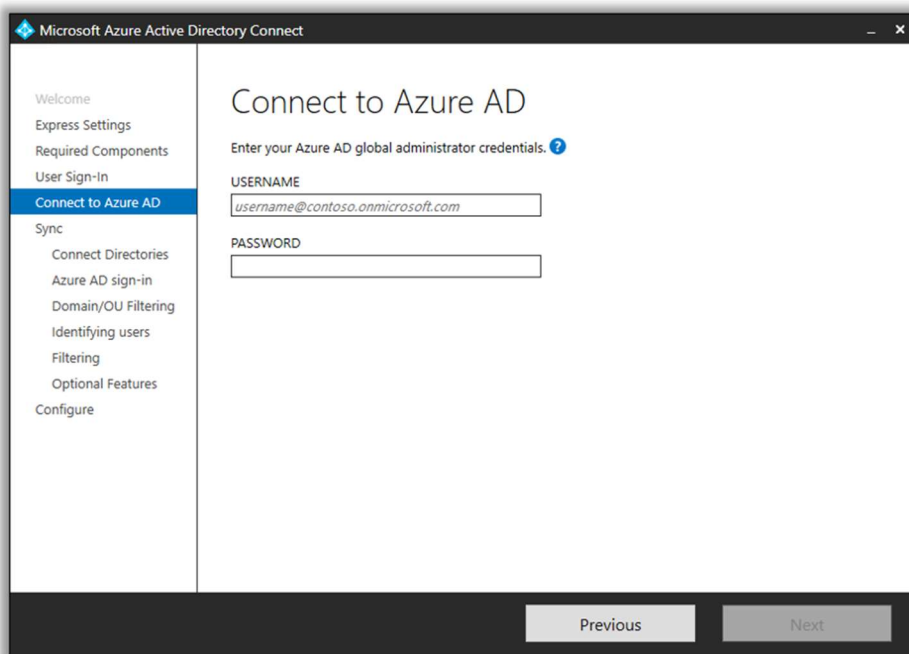 Microsoft Azure Active Directory Connect
Welcome
Express Settings
Required Components
User Sign-In
Connect to Azure AD
Sync
Connect Directories
Azure AD sign-in
Domain/OU Filtering
Identifying users
Filtering
Optional Features
Configure
Connect to Azure AD
Enter your Azure AD global administrator credentials. ?
USERNAME
username@contoso.onmicrosoft.com
PASSWORD
Previous
Next